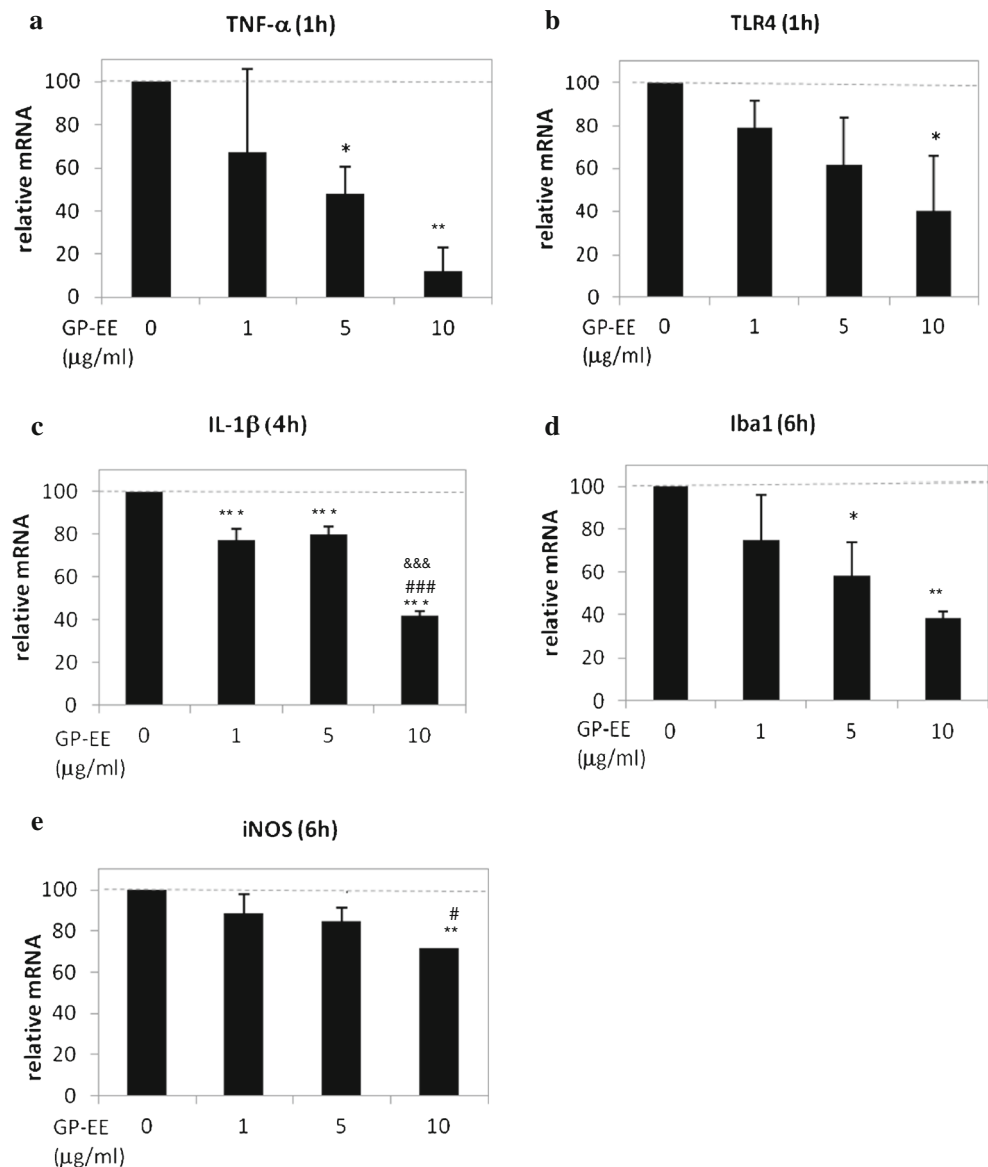 a
TNF-α (1h)
relative mRNA
100
80
60
40
20
0
*
**
GP-EE 0 1 5 10
(μg/ml)
b
TLR4 (1h)
relative mRNA
100
80
60
40
20
0
*
GP-EE 0 1 5 10
(μg/ml)
c
IL-1β (4h)
relative mRNA
100
80
60
40
20
0
** *
** *
&&&
###
** *
GP-EE 0 1 5 10
(μg/ml)
d
Iba1 (6h)
relative mRNA
100
80
60
40
20
0
*
**
GP-EE 0 1 5 10
(μg/ml)
e
iNOS (6h)
relative mRNA
100
80
60
40
20
0
#
**
GP-EE 0 1 5 10
(μg/ml)